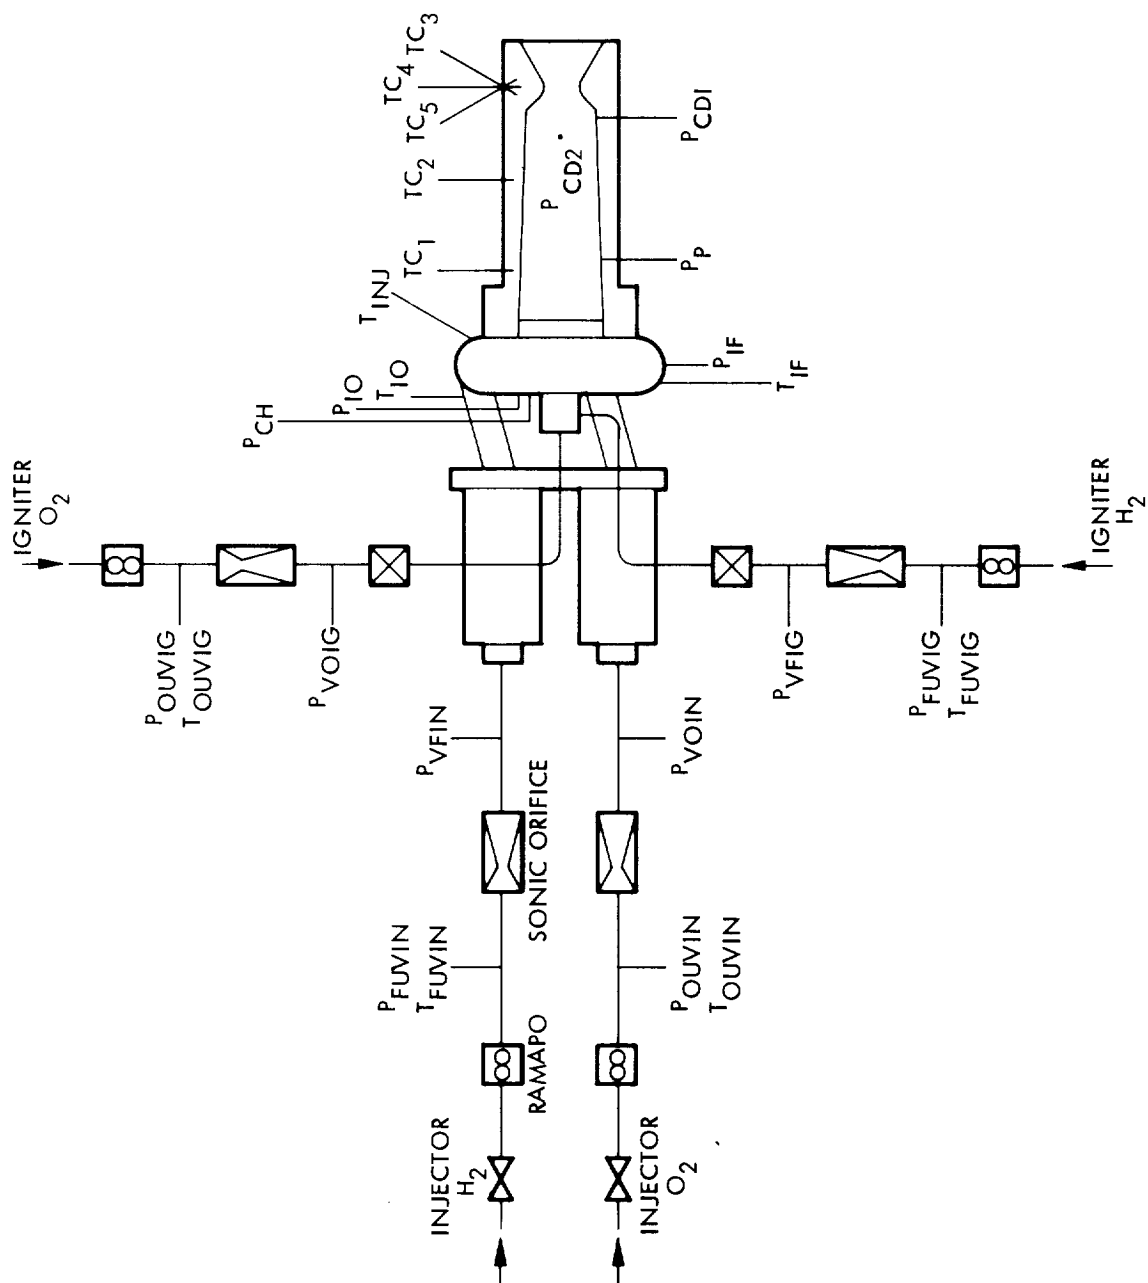 IGNITER
O2
POUVIG
TOUVIG
PVOIG
PCH
PIO
TIO
TINJ
TC1
TC2
TC5
TC4
TC3
PCD2
PP
PCDI
PIF
TIF
PVFIN
SONIC ORIFICE
PFUVIN
TFUVIN
RAMAPO
INJECTOR
H2
PVOIN
POUVIN
TOUVIN
INJECTOR
O2
PVFIG
PFUVIG
TFUVIG
IGNITER
H2